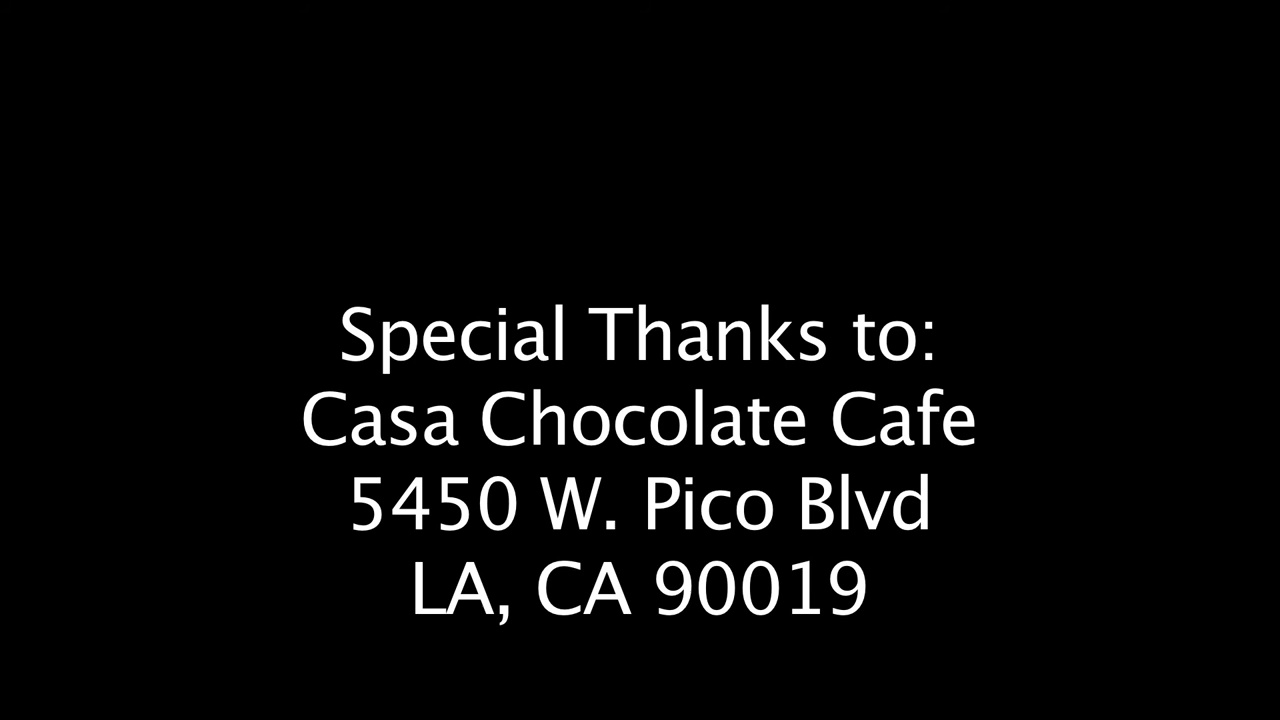 Special Thanks to:
Casa Chocolate Cafe
5450 W. Pico Blvd
LA, CA 90019